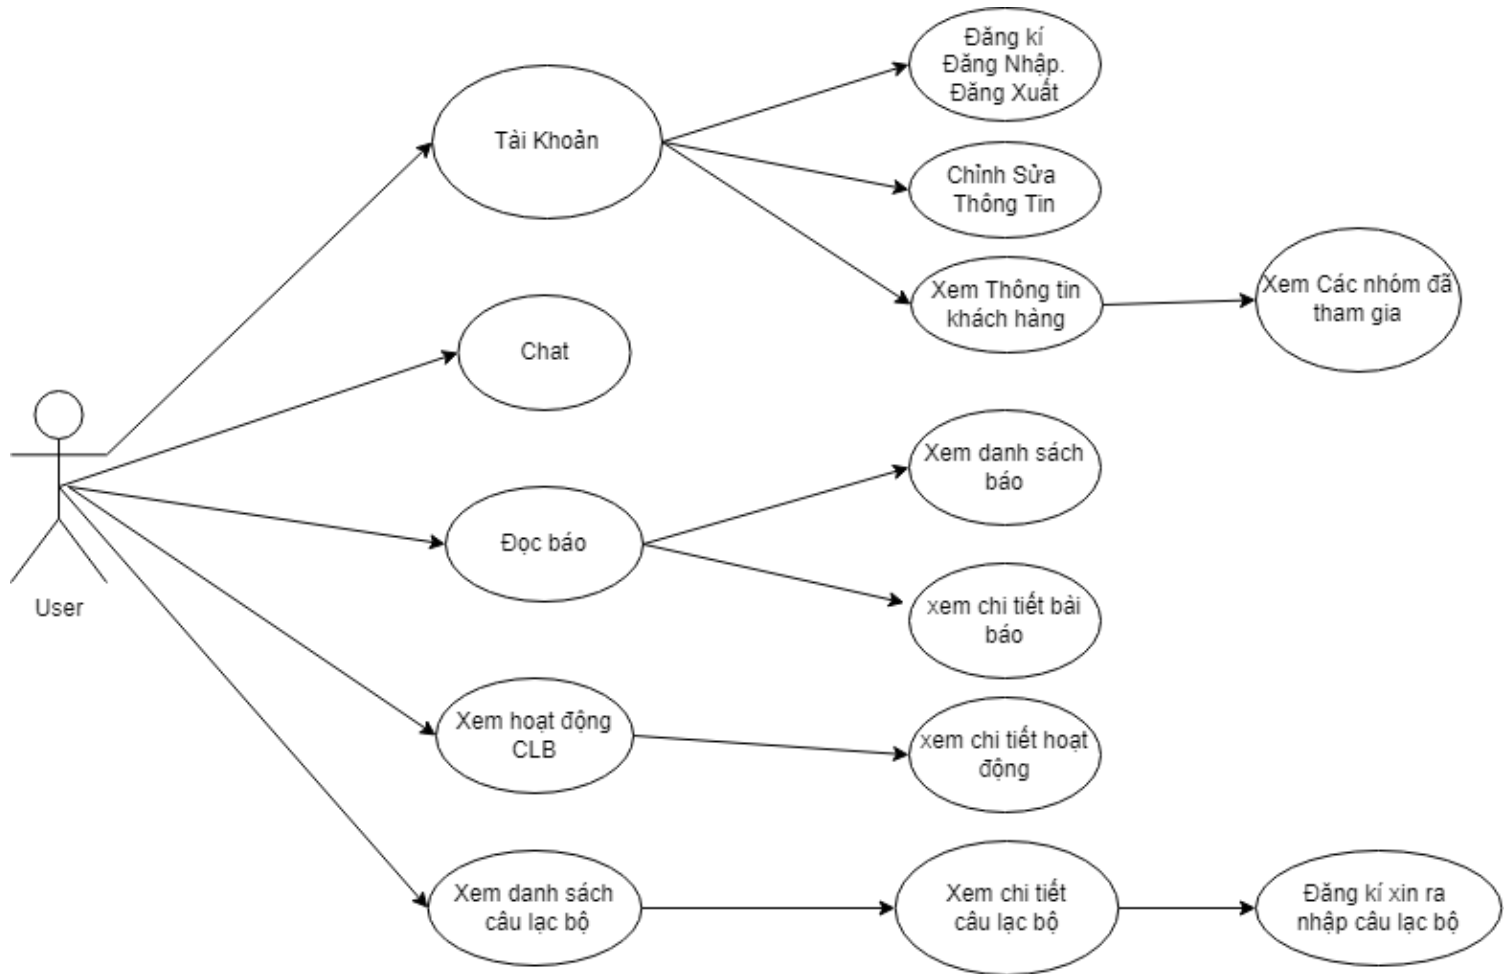 Đăng kí
Đăng Nhập.
Đăng Xuất
Tài Khoản
Chỉnh Sửa
Thông Tin
Xem Thông tin
khách hàng
Xem Các nhóm đã
tham gia
Chat
Xem danh sách
báo
Đọc báo
xem chi tiết bài
báo
User
Xem hoạt động
CLB
xem chi tiết hoạt
động
Xem danh sách
câu lạc bộ
Xem chi tiết
câu lạc bộ
Đăng kí xin ra
nhập câu lạc bộ